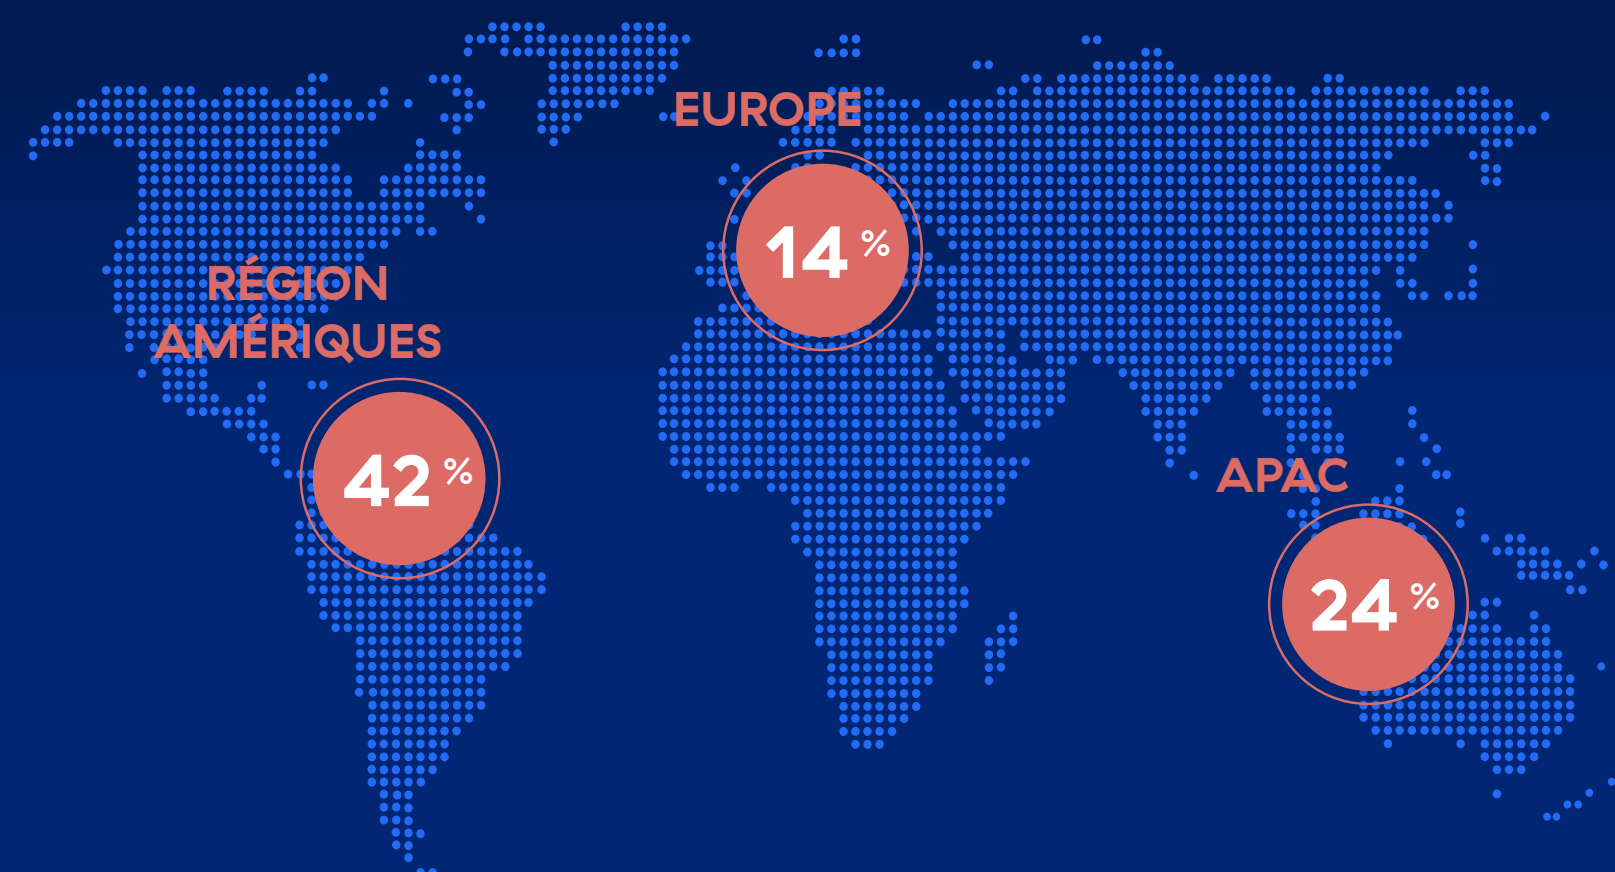 EUROPE
14 %
RÉGION
AMÉRIQUES
42 %
APAC
24 %